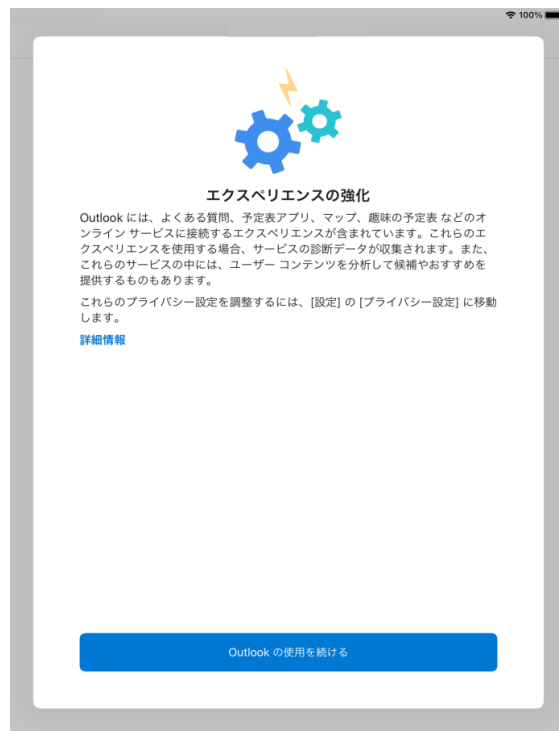 100%
エクスペリエンスの強化
Outlook には、よくある質問、予定表アプリ、マップ、趣味の予定表 などのオ
ンライン サービスに接続するエクスペリエンスが含まれています。これらのエ
クスペリエンスを使用する場合、サービスの診断データが収集されます。また、
これらのサービスの中には、ユーザー コンテンツを分析して候補やおすすめを
提供するものもあります。
これらのプライバシー設定を調整するには、[設定] の [プライバシー設定] に移動
します。
詳細情報
Outlook の使用を続ける